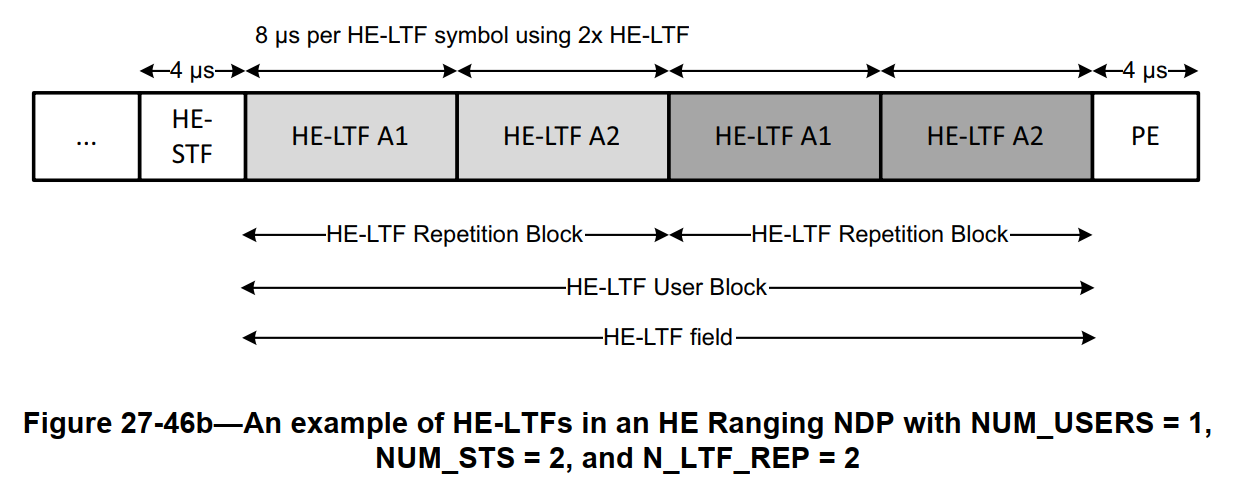 8 µs per HE-LTF symbol using 2x HE-LTF
4 µs 4 µs
... HE-STF HE-LTF A1 HE-LTF A2 HE-LTF A1 HE-LTF A2 PE
HE-LTF Repetition Block HE-LTF Repetition Block
HE-LTF User Block
HE-LTF field
Figure 27-46b—An example of HE-LTFs in an HE Ranging NDP with NUM_USERS = 1,
NUM_STS = 2, and N_LTF_REP = 2